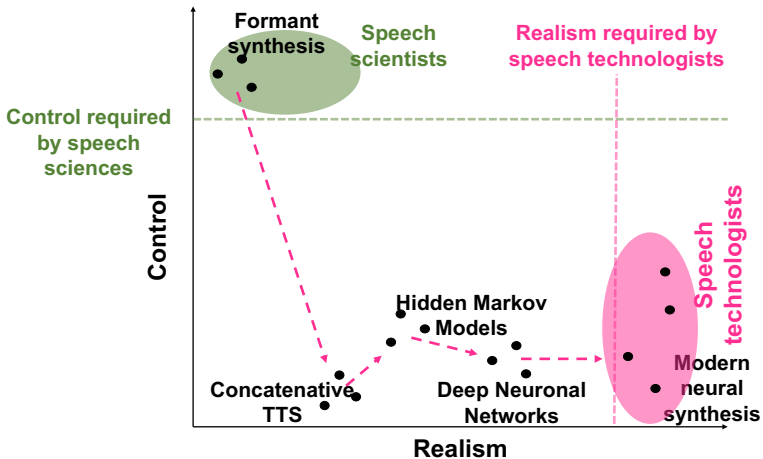 Formant
synthesis
Speech
scientists
Realism required by
speech technologists
Control required
by speech
sciences
Control
Hidden Markov
Models
Speech
technologists
Concatenative
TTS
Deep Neuronal
Networks
Modern
neural
synthesis
Realism